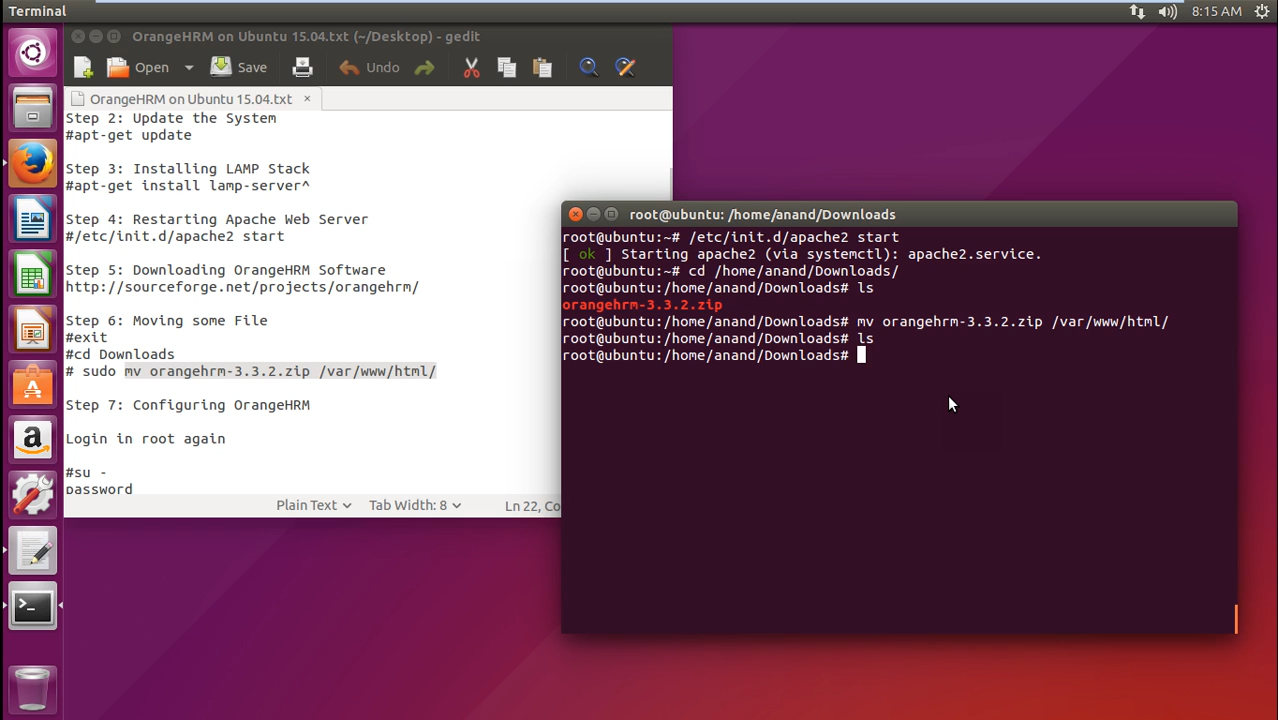 Terminal
8:15 AM
OrangeHRM on Ubuntu 15.04.txt (~/Desktop) - gedit
Open
Save
Undo
OrangeHRM on Ubuntu 15.04.txt ×
Step 2: Update the System
#apt-get update
Step 3: Installing LAMP Stack
#apt-get install lamp-server^
Step 4: Restarting Apache Web Server
#/etc/init.d/apache2 start
Step 5: Downloading OrangeHRM Software
http://sourceforge.net/projects/orangehrm/
Step 6: Moving some File
#exit
#cd Downloads
# sudo mv orangehrm-3.3.2.zip /var/www/html/
Step 7: Configuring OrangeHRM
Login in root again
#su -
password
Plain Text
Tab Width: 8
Ln 22, Co
root@ubuntu: /home/anand/Downloads
root@ubuntu:~# /etc/init.d/apache2 start
[ ok ] Starting apache2 (via systemctl): apache2.service.
root@ubuntu:~# cd /home/anand/Downloads/
root@ubuntu:/home/anand/Downloads# ls
orangehrm-3.3.2.zip
root@ubuntu:/home/anand/Downloads# mv orangehrm-3.3.2.zip /var/www/html/
root@ubuntu:/home/anand/Downloads# ls
root@ubuntu:/home/anand/Downloads#